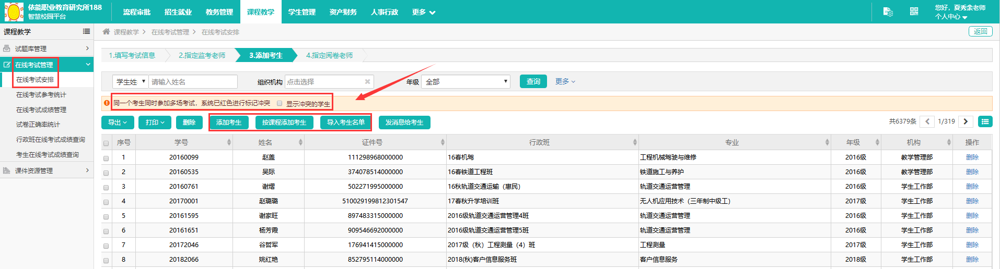 依能职业教育研究所188
智慧校园平台
流程审批 招生就业 教务管理 课程教学 学生管理 资产财务 人事行政 更多
您好，夏秀余老师
个人中心
课程教学
课程教学 > 在线考试管理 > 在线考试安排
返回
试题库管理
在线考试管理
在线考试安排
在线考试参考统计
在线考试成绩管理
试卷正确率统计
行政班在线考试成绩查询
考生在线考试成绩查询
课件资源管理
1.填写考试信息 2.指定监考老师 3.添加考生 4.指定阅卷老师
学生姓 请输入姓名 组织机构 点击选择 年级 全部 查询 更多
同一个考生同时参加多场考试，系统已红色进行标记冲突 显示冲突的学生
导出 打印 删除 添加考生 按课程添加考生 导入考生名单 发消息给考生 共6379条 1/319
序号 学号 姓名 证件号 行政班 专业 年级 机构 操作
1 20160099 赵盖 111298968000000 16春机驾 工程机械驾驶与维修 2016级 教学管理部 删除
2 20160535 吴际 374078514000000 16春铁道工程班 铁道施工与养护 2016级 教学管理部 删除
3 20160761 谢熠 502271995000000 16秋轨道交通运输（惠民） 轨道交通运营管理 2016级 学生工作部 删除
4 20170001 赵璐璐 510029199812301547 17春秋升学培训班 无人机应用技术（三年制中级工） 2017级 学生工作部 删除
5 20161595 谢家旺 897483315000000 2016级轨道交通运营管理4班 轨道交通运营管理 2016级 学生工作部 删除
6 20161651 杨芳霞 909546692000000 2016级轨道交通运营管理5班 轨道交通运营管理 2016级 学生工作部 删除
7 20172046 谷哲军 176941415000000 2017级（秋）工程测量（4）班 工程测量 2017级 学生工作部 删除
8 20182066 姚红艳 852795114000000 2018(秋)客户信息服务班 客户信息服务 2018级 学生工作部 删除